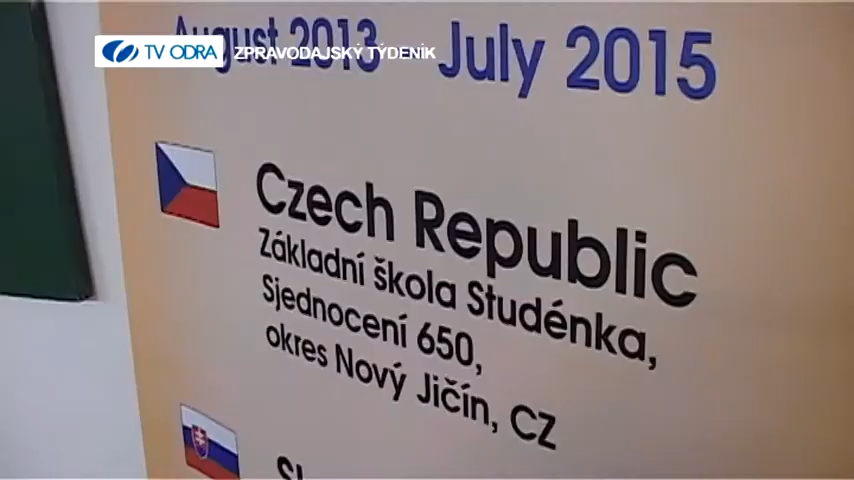 TV ODRA ZPRAVODAJSKÝ TÝDENÍK
August 2013 July 2015
Czech Republic
Základní škola Studénka,
Sjednocení 650,
okres Nový Jičín, CZ